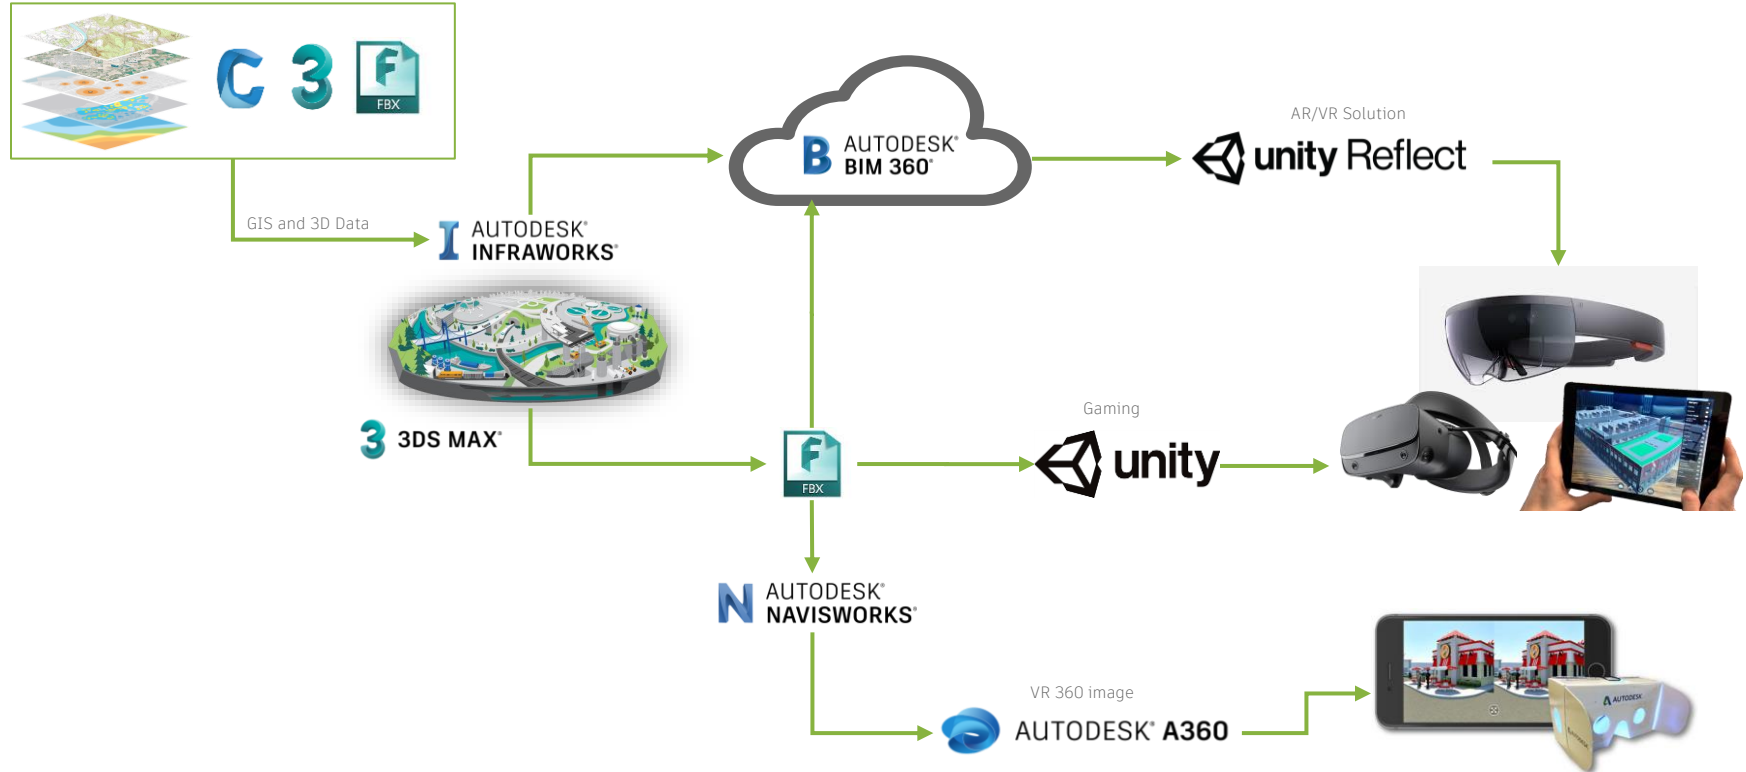 FBX
GIS and 3D Data
AUTODESK®
INFRAWORKS®
3DS MAX®
AUTODESK®
BIM 360®
AR/VR Solution
unity Reflect
Gaming
FBX
unity
AUTODESK®
NAVISWORKS®
VR 360 image
AUTODESK® A360
AUTODESK